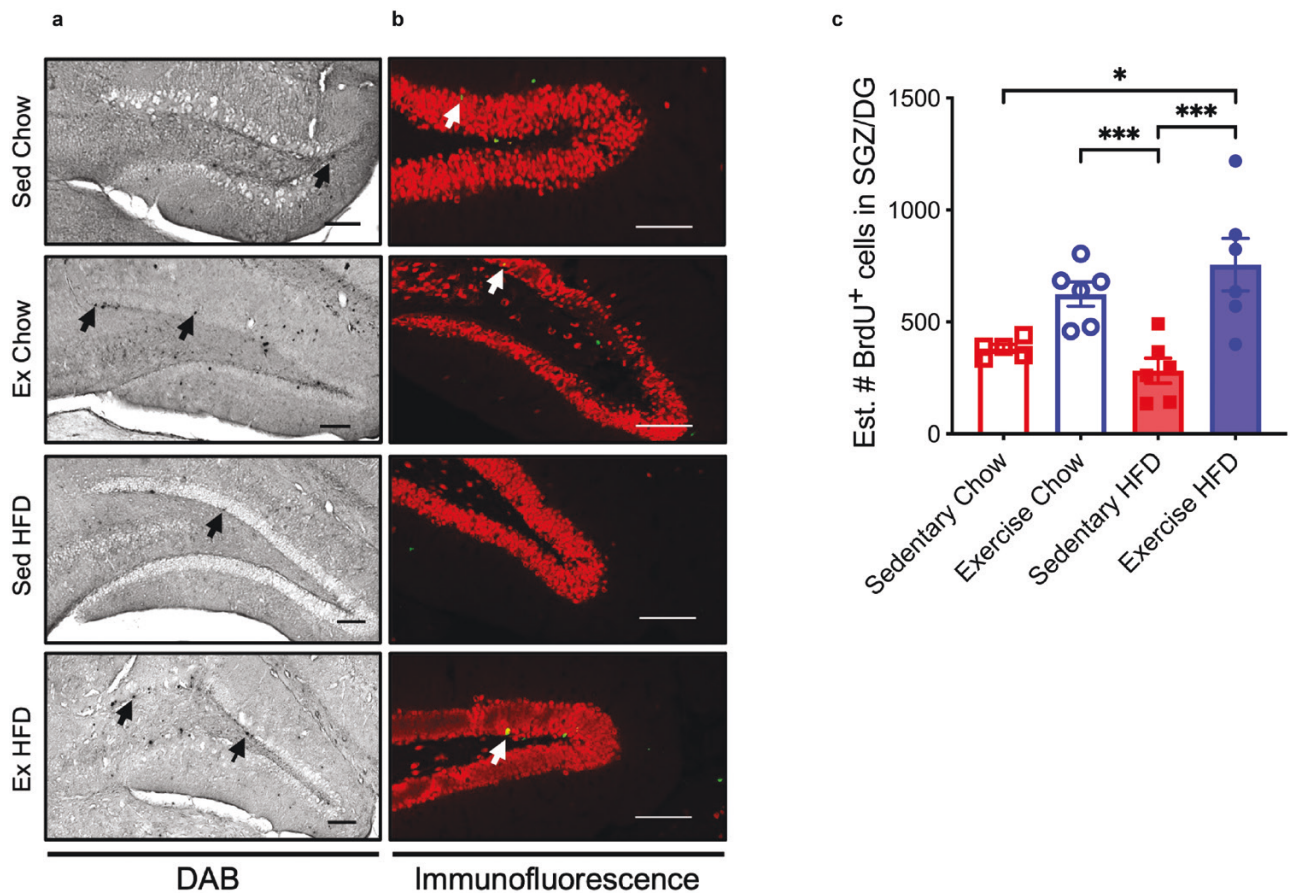 a
b
c
Sed Chow
Ex Chow
Sed HFD
Ex HFD
DAB
Immunofluorescence
Est. # BrdU⁺ cells in SGZ/DG
1500
1000
500
0
*
***
***
Sedentary Chow
Exercise Chow
Sedentary HFD
Exercise HFD